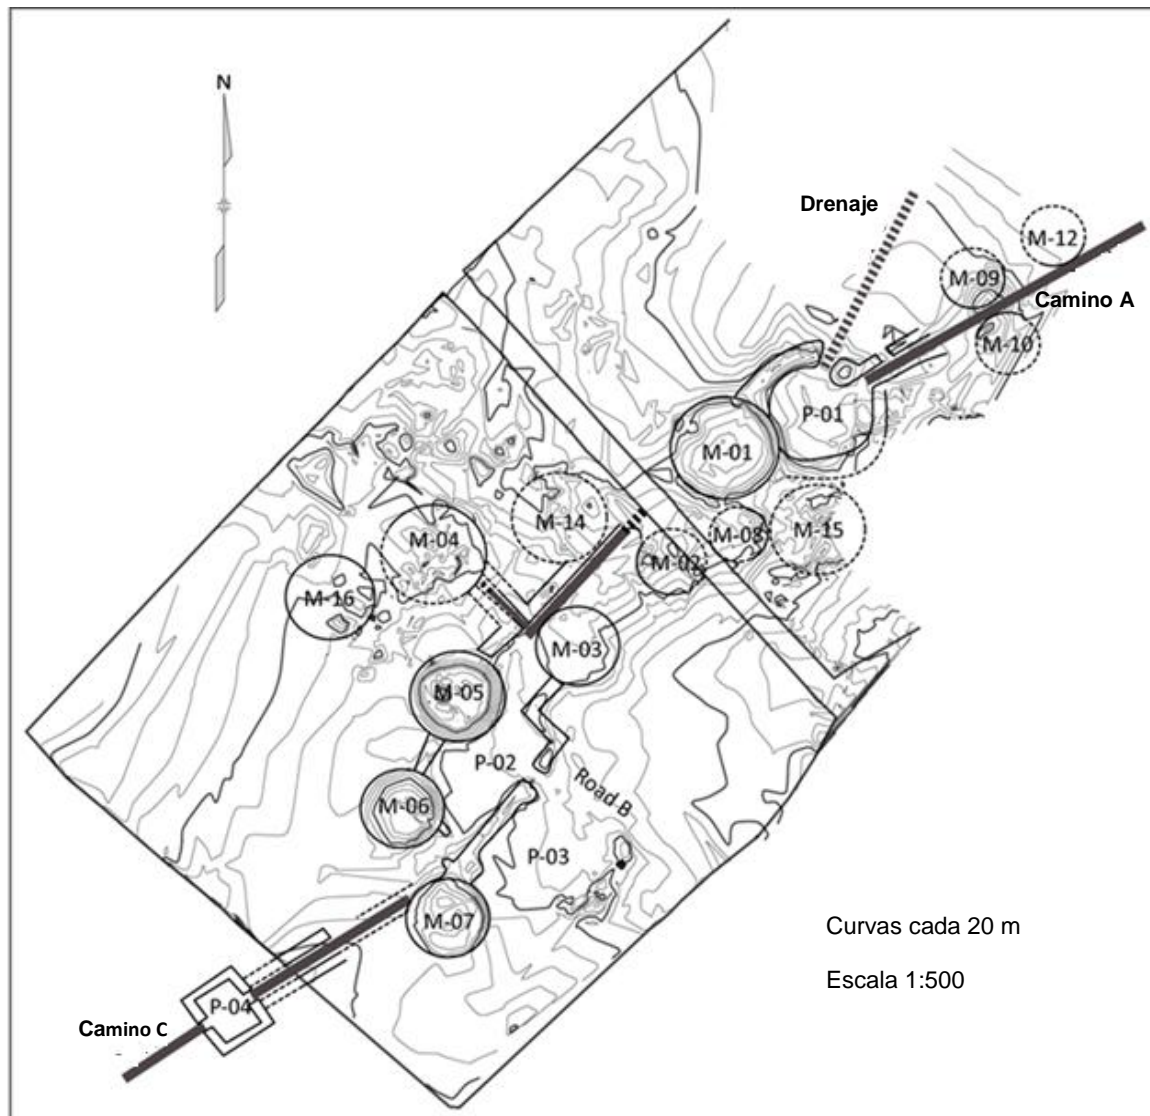 N
Drenaje
M-12
M-09
Camino A
M-10
P-01
M-01
M-14
M-08
M-15
M-04
M-02
M-16
M-03
M-05
P-02
Road B
M-06
P-03
M-07
Curvas cada 20 m
Escala 1:500
P-04
Camino C